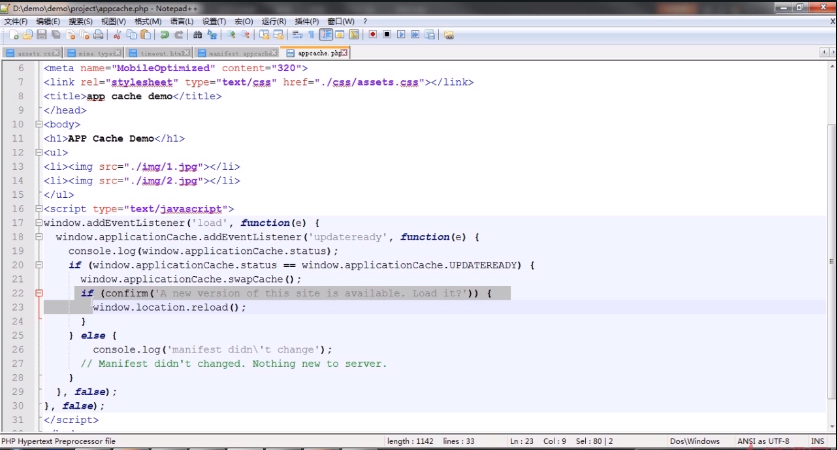 D:\demo\demo\project\appcache.php - Notepad++
文件(F) 编辑(E) 搜索(S) 视图(V) 格式(M) 语言(L) 设置(T) 宏(O) 运行(R) 插件(P) 窗口(W) ? X
assets.css mime.types timeout.html manifest.appcache appcache.php
6 <meta name="MobileOptimized" content="320">
7 <link rel="stylesheet" type="text/css" href="./css/assets.css"></link>
8 <title>app cache demo</title>
9 </head>
10 <body>
11 <h1>APP Cache Demo</h1>
12 <ul>
13 <li><img src="./img/1.jpg"></li>
14 <li><img src="./img/2.jpg"></li>
15 </ul>
16 <script type="text/javascript">
17 window.addEventListener('load', function(e) {
18 window.applicationCache.addEventListener('updateready', function(e) {
19 console.log(window.applicationCache.status);
20 if (window.applicationCache.status == window.applicationCache.UPDATEREADY) {
21 window.applicationCache.swapCache();
22 if (confirm('A new version of this site is available. Load it?')) {
23 window.location.reload();
24 }
25 } else {
26 console.log('manifest didn\'t change');
27 // Manifest didn't changed. Nothing new to server.
28 }
29 }, false);
30 }, false);
31 </script>
PHP Hypertext Preprocessor file length : 1142 lines : 33 Ln : 23 Col : 9 Sel : 80 | 2 Dos\Windows ANSI as UTF-8 INS